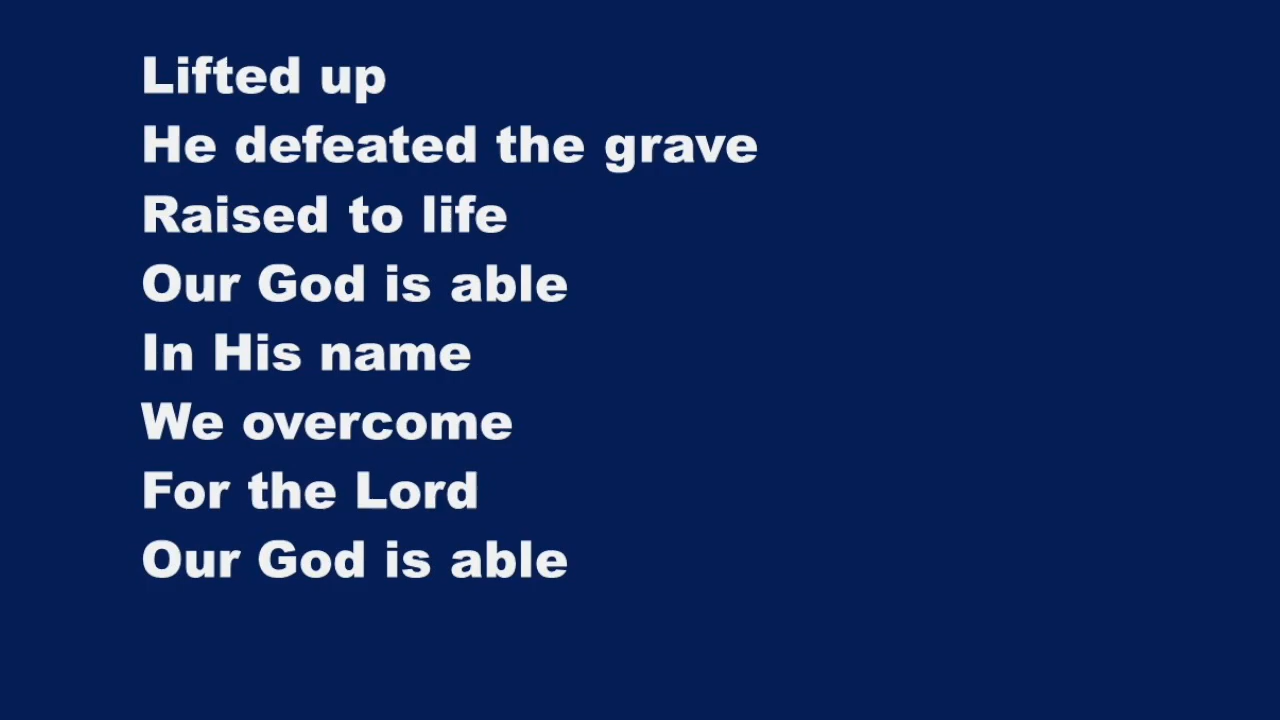 Lifted up
He defeated the grave
Raised to life
Our God is able
In His name
We overcome
For the Lord
Our God is able